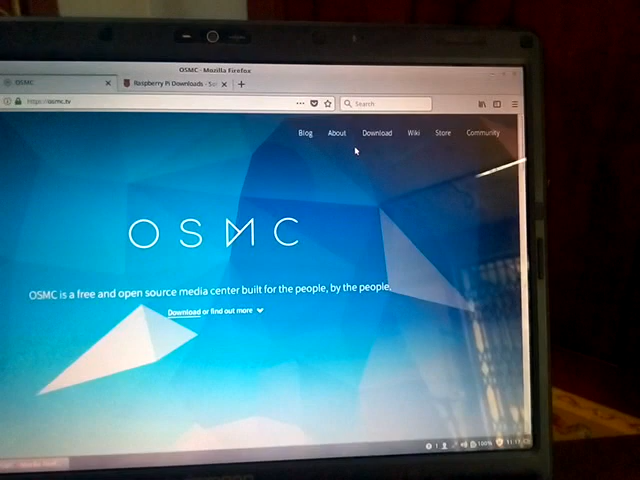 OSMC - Mozilla Firefox
OSMC
Raspberry Pi Downloads - So
https://osmc.tv
Search
Blog About Download Wiki Store Community
OSMC
OSMC is a free and open source media center built for the people, by the people.
Download or find out more
100%